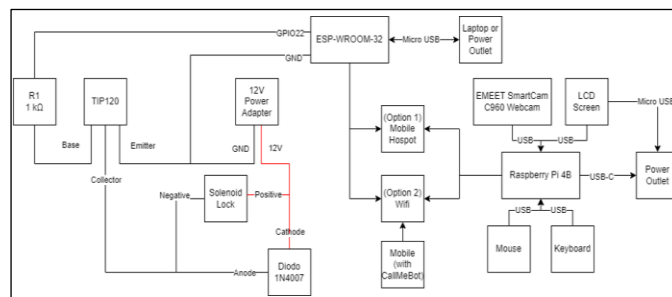 GPIO22
ESP-WROOM-32
Micro USB
Laptop or
Power
Outlet
GND
R1
1 kΩ
TIP120
12V
Power
Adapter
EMEET SmartCam
C960 Webcam
LCD
Screen
Micro USB
(Option 1)
Mobile
Hospot
Base
Emitter
GND
12V
USB
USB
Collector
Raspberry Pi 4B
USB-C
Power
Outlet
Negative
Solenoid
Lock
Positive
(Option 2)
Wifi
USB
USB
Cathode
Mobile
(with
CallMeBot)
Mouse
Keyboard
Anode
Diodo
1N4007